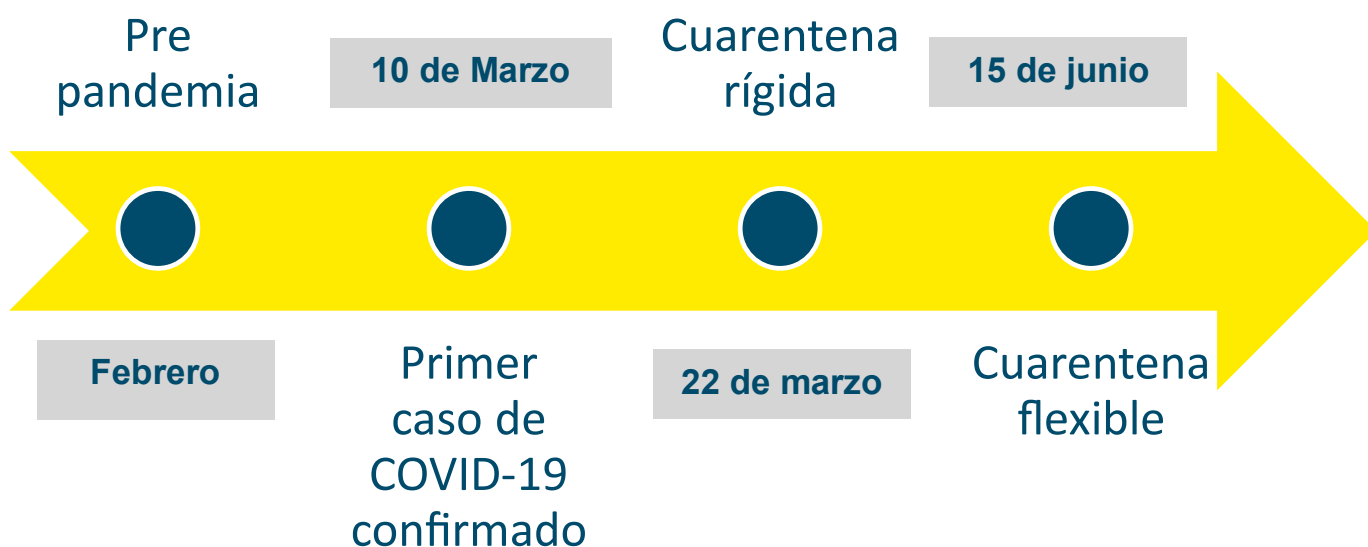 Pre
pandemia
Febrero
10 de Marzo
Primer
caso de
COVID-19
confirmado
Cuarentena
rígida
22 de marzo
15 de junio
Cuarentena
flexible